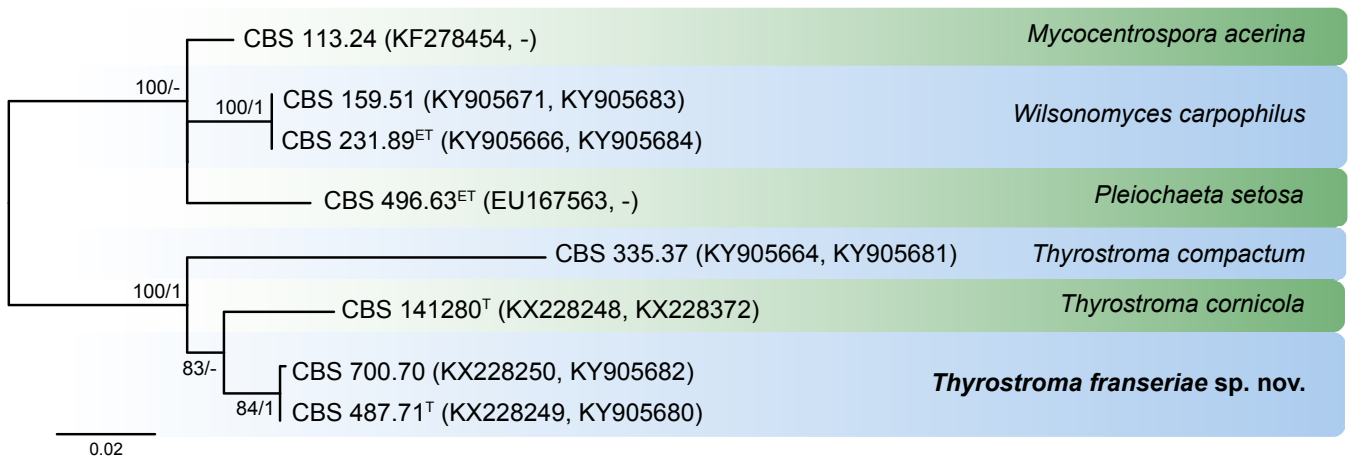 CBS 113.24 (KF278454, -)
Mycocentrospora acerina
100/-
CBS 159.51 (KY905671, KY905683)
100/1
Wilsonomyces carpophilus
CBS 231.89ᴱᵀ (KY905666, KY905684)
CBS 496.63ᴱᵀ (EU167563, -)
Pleiochaeta setosa
CBS 335.37 (KY905664, KY905681)
Thyrostroma compactum
100/1
CBS 141280ᵀ (KX228248, KX228372)
Thyrostroma cornicola
83/-
CBS 700.70 (KX228250, KY905682)
Thyrostroma franseriae sp. nov.
84/1
CBS 487.71ᵀ (KX228249, KY905680)
0.02